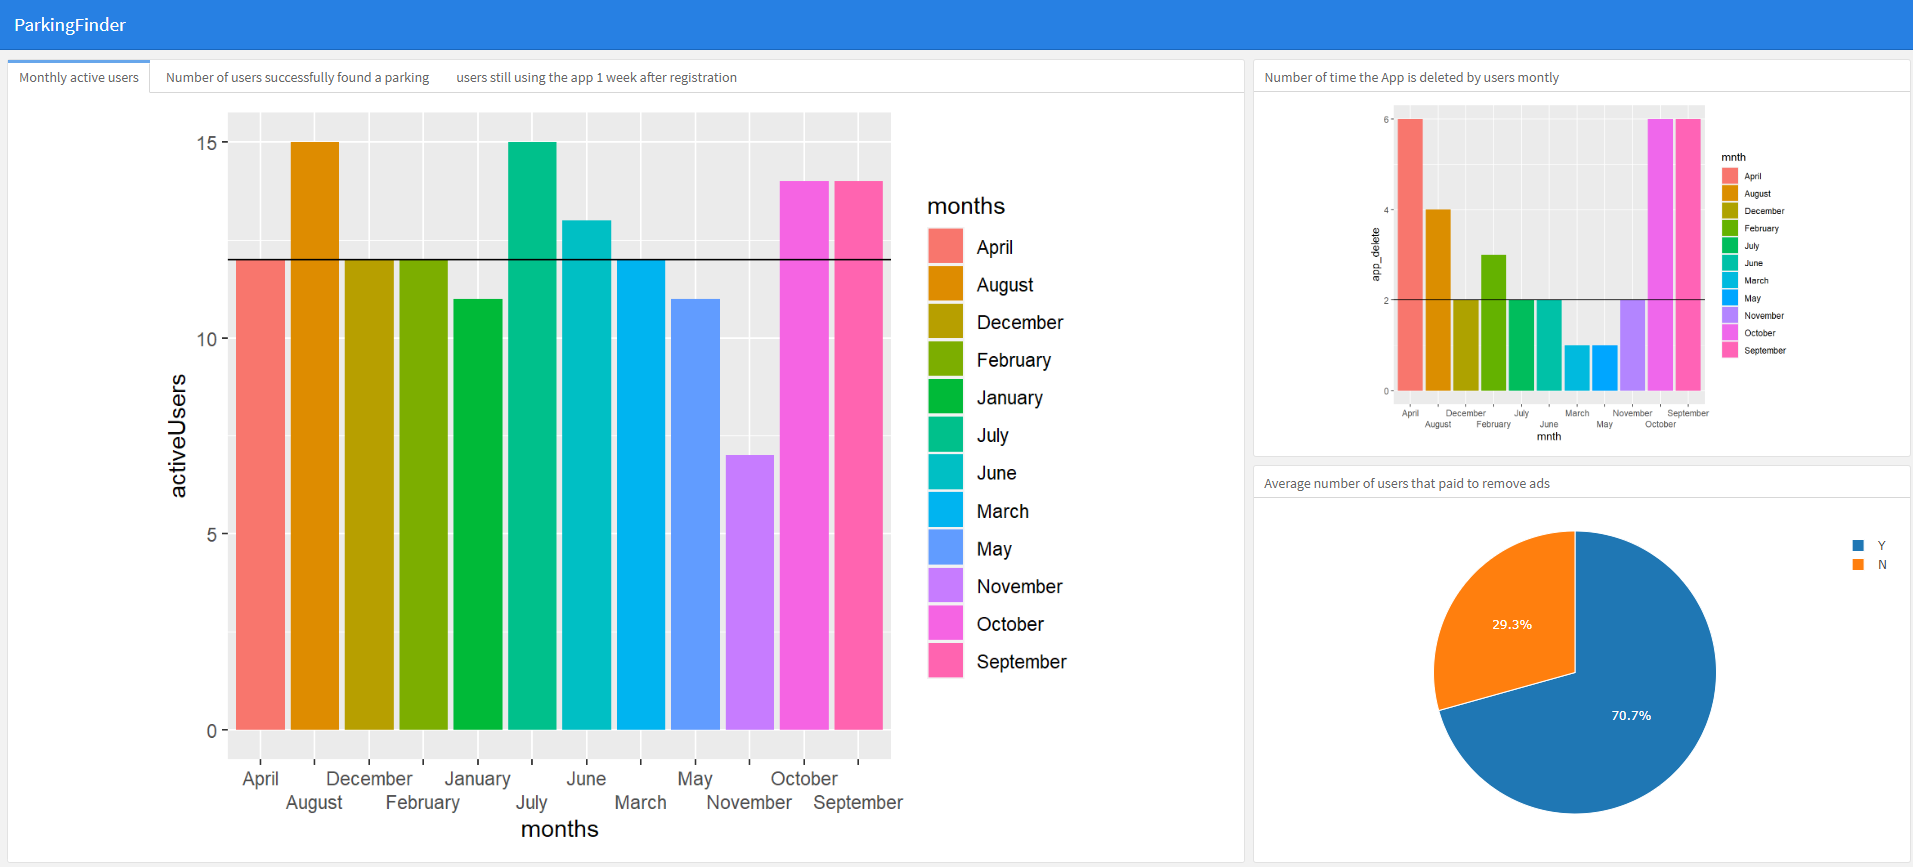 ParkingFinder
Monthly active users
Number of users successfully found a parking
users still using the app 1 week after registration
15
10
5
0
activeUsers
April
August
December
February
January
July
June
March
May
November
October
September
months
months
April
August
December
February
January
July
June
March
May
November
October
September
Number of time the App is deleted by users montly
6
4
2
0
app_delete
April
August
December
February
July
June
March
May
November
October
September
mnth
mnth
April
August
December
February
July
June
March
May
November
October
September
Average number of users that paid to remove ads
29.3%
70.7%
Y
N